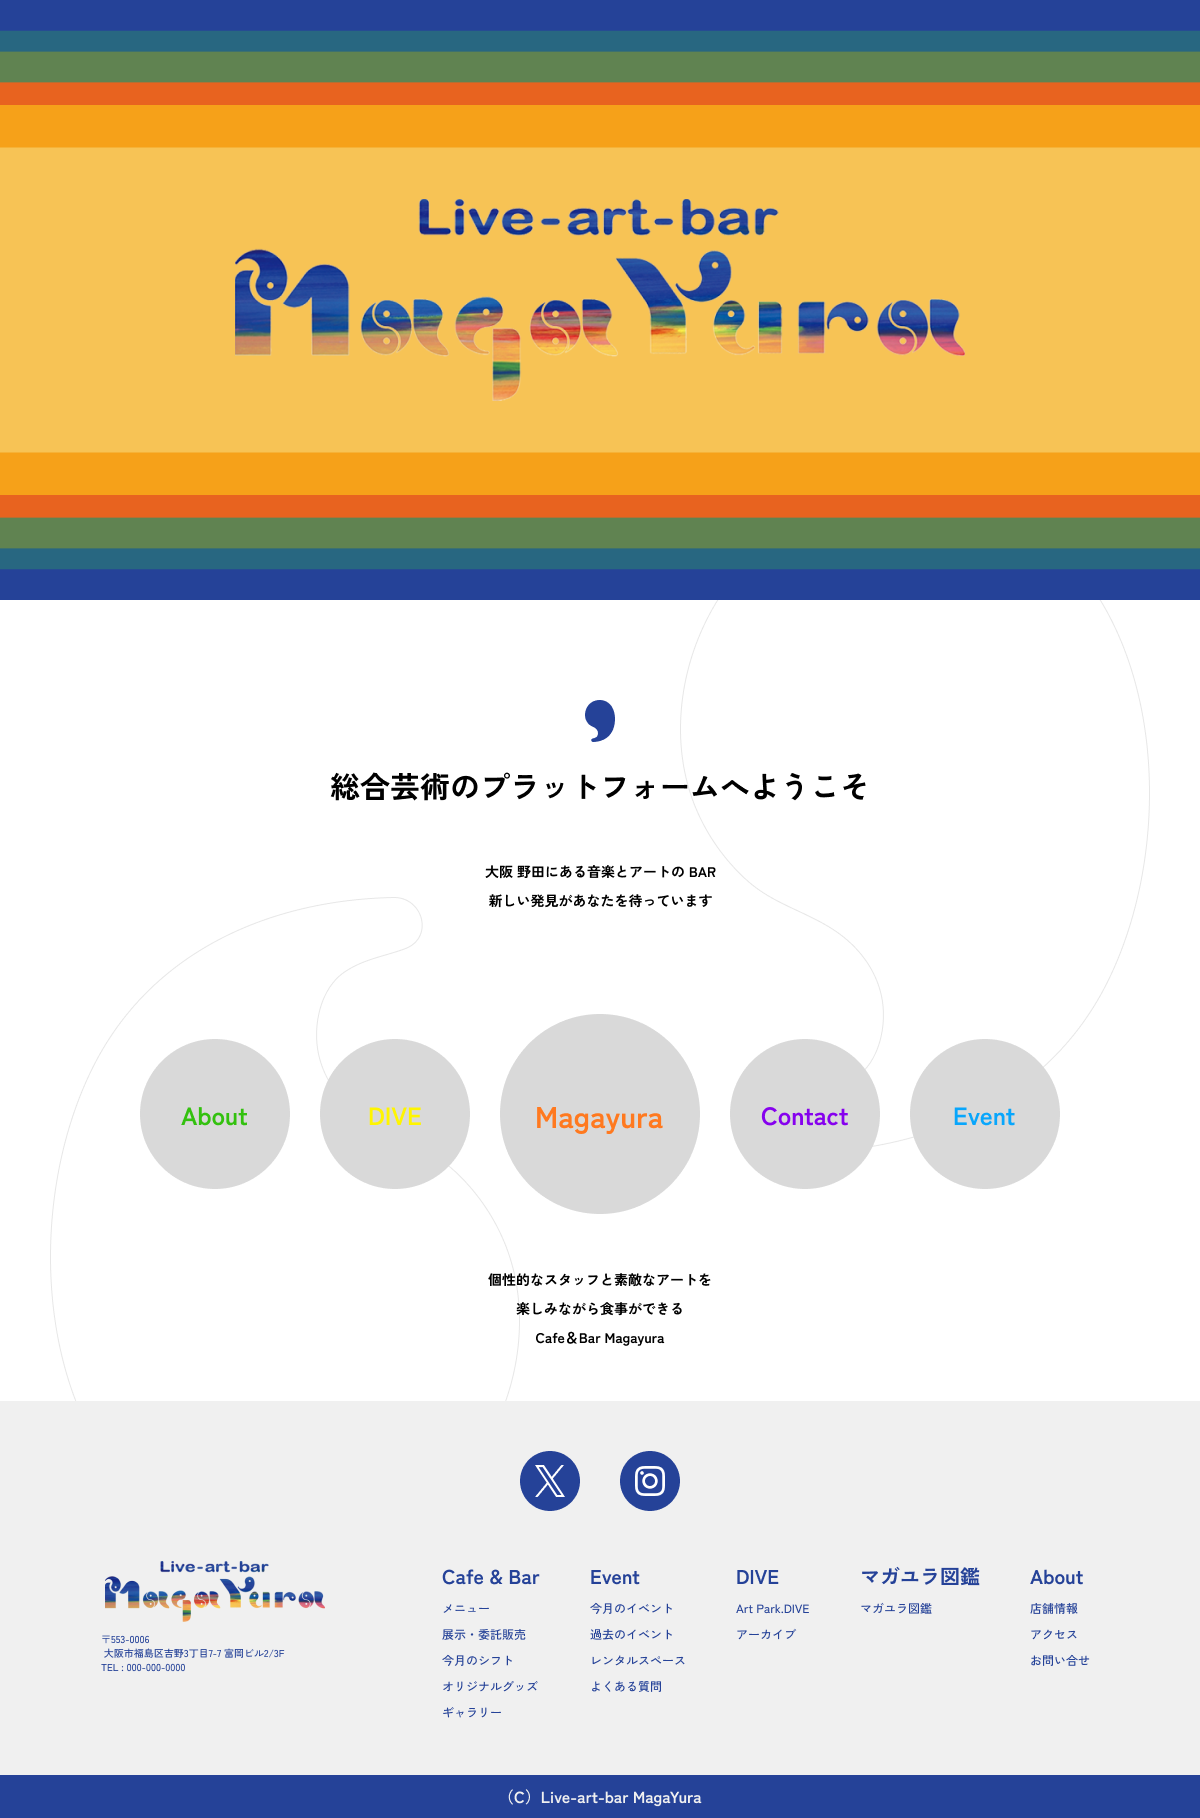 Live-art-bar
MagaYura
総合芸術のプラットフォームへようこそ
大阪 野田にある音楽とアートの BAR
新しい発見があなたを待っています
About
DIVE
Magayura
Contact
Event
個性的なスタッフと素敵なアートを
楽しみながら食事ができる
Cafe&Bar Magayura
Live-art-bar
MagaYura
〒553-0006
大阪市福島区吉野3丁目7-7 富岡ビル2/3F
TEL : 000-000-0000
Cafe & Bar
メニュー
展示・委託販売
今月のシフト
オリジナルグッズ
ギャラリー
Event
今月のイベント
過去のイベント
レンタルスペース
よくある質問
DIVE
Art Park.DIVE
アーカイブ
マガユラ図鑑
マガユラ図鑑
About
店舗情報
アクセス
お問い合せ
（C）Live-art-bar MagaYura